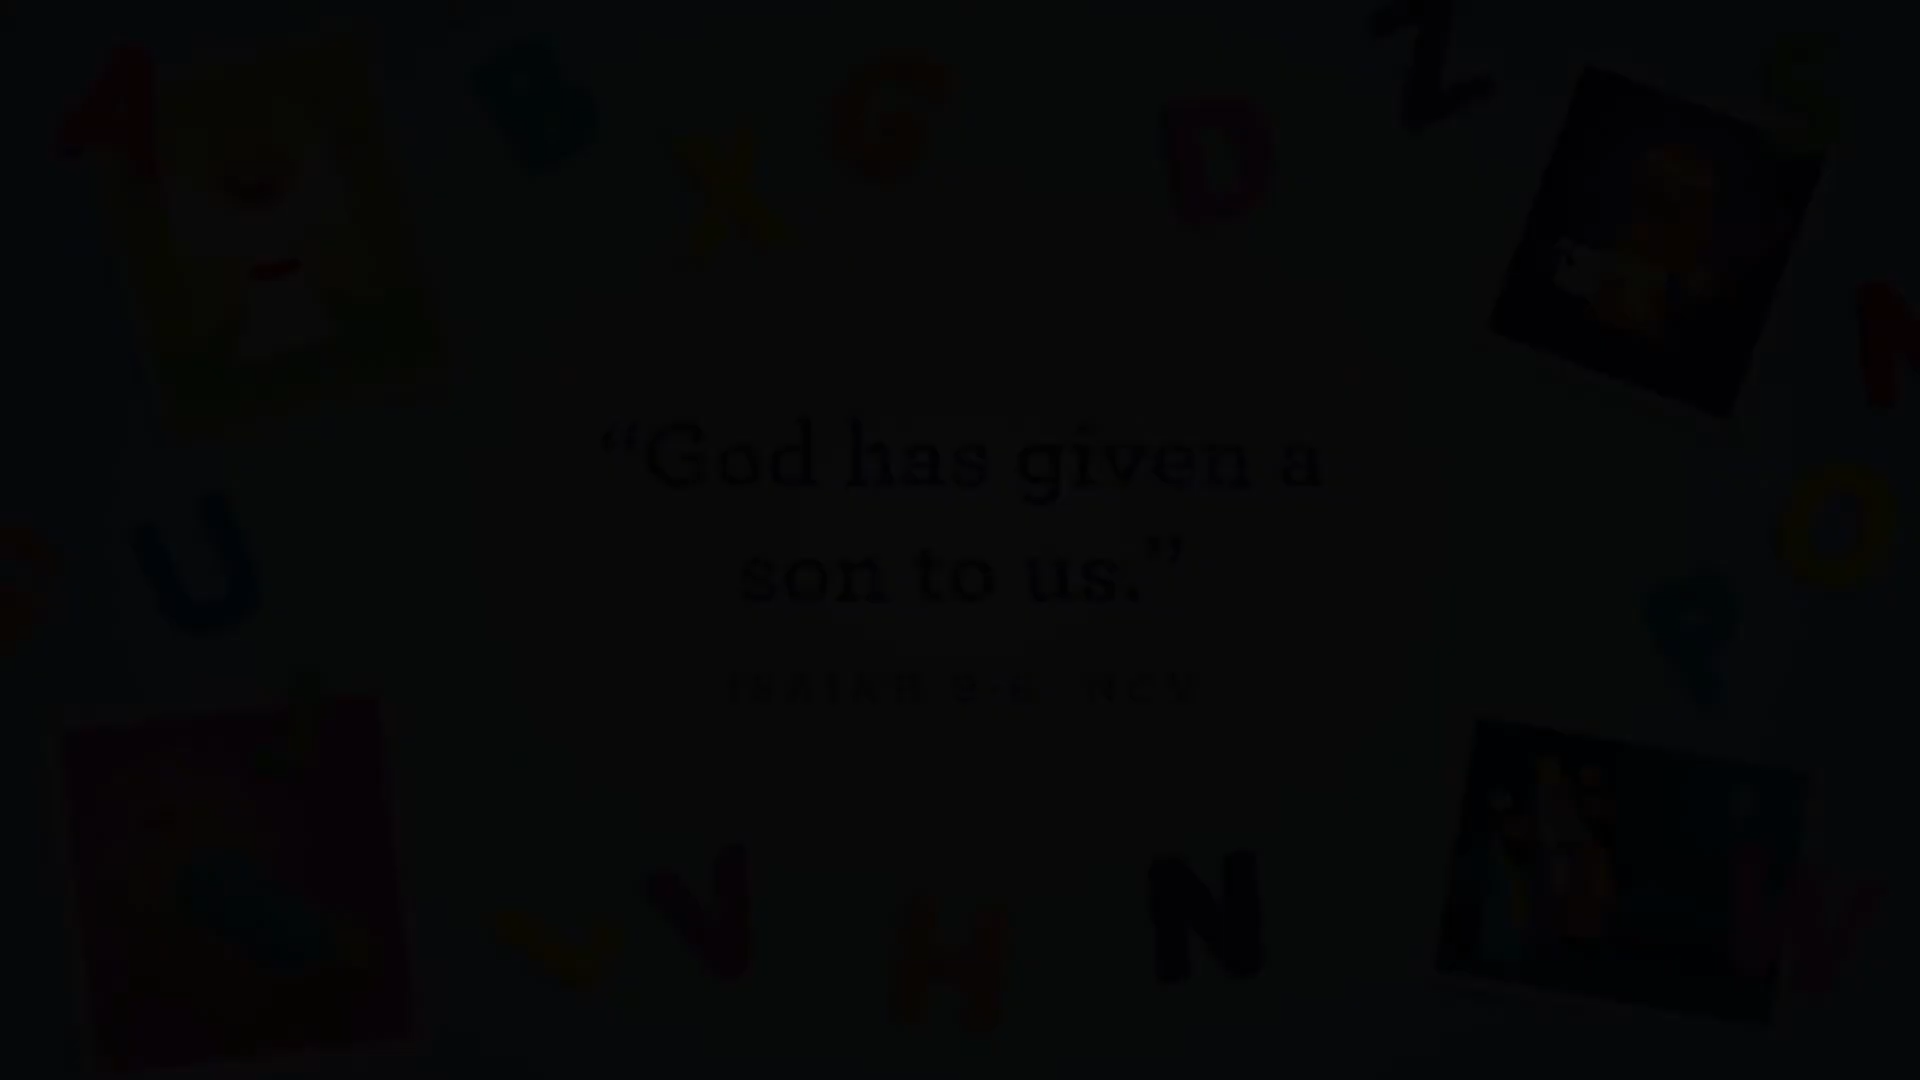 A B X G D Z S
“God has given a
son to us.”
ISAIAH 9:6, NCV
U O P
J V H N